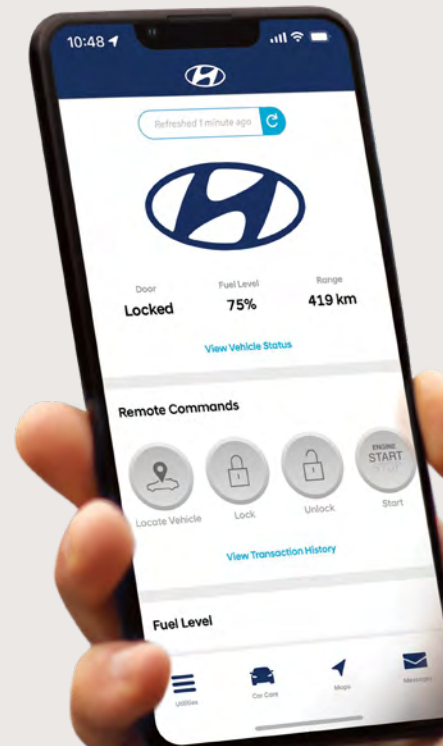 10:48
Refreshed 1 minute ago
Door Fuel Level Range
Locked 75% 419 km
View Vehicle Status
Remote Commands
ENGINE
START
Locate Vehicle Lock Unlock Start
View Transaction History
Fuel Level
Utilities Car Care Maps Messages